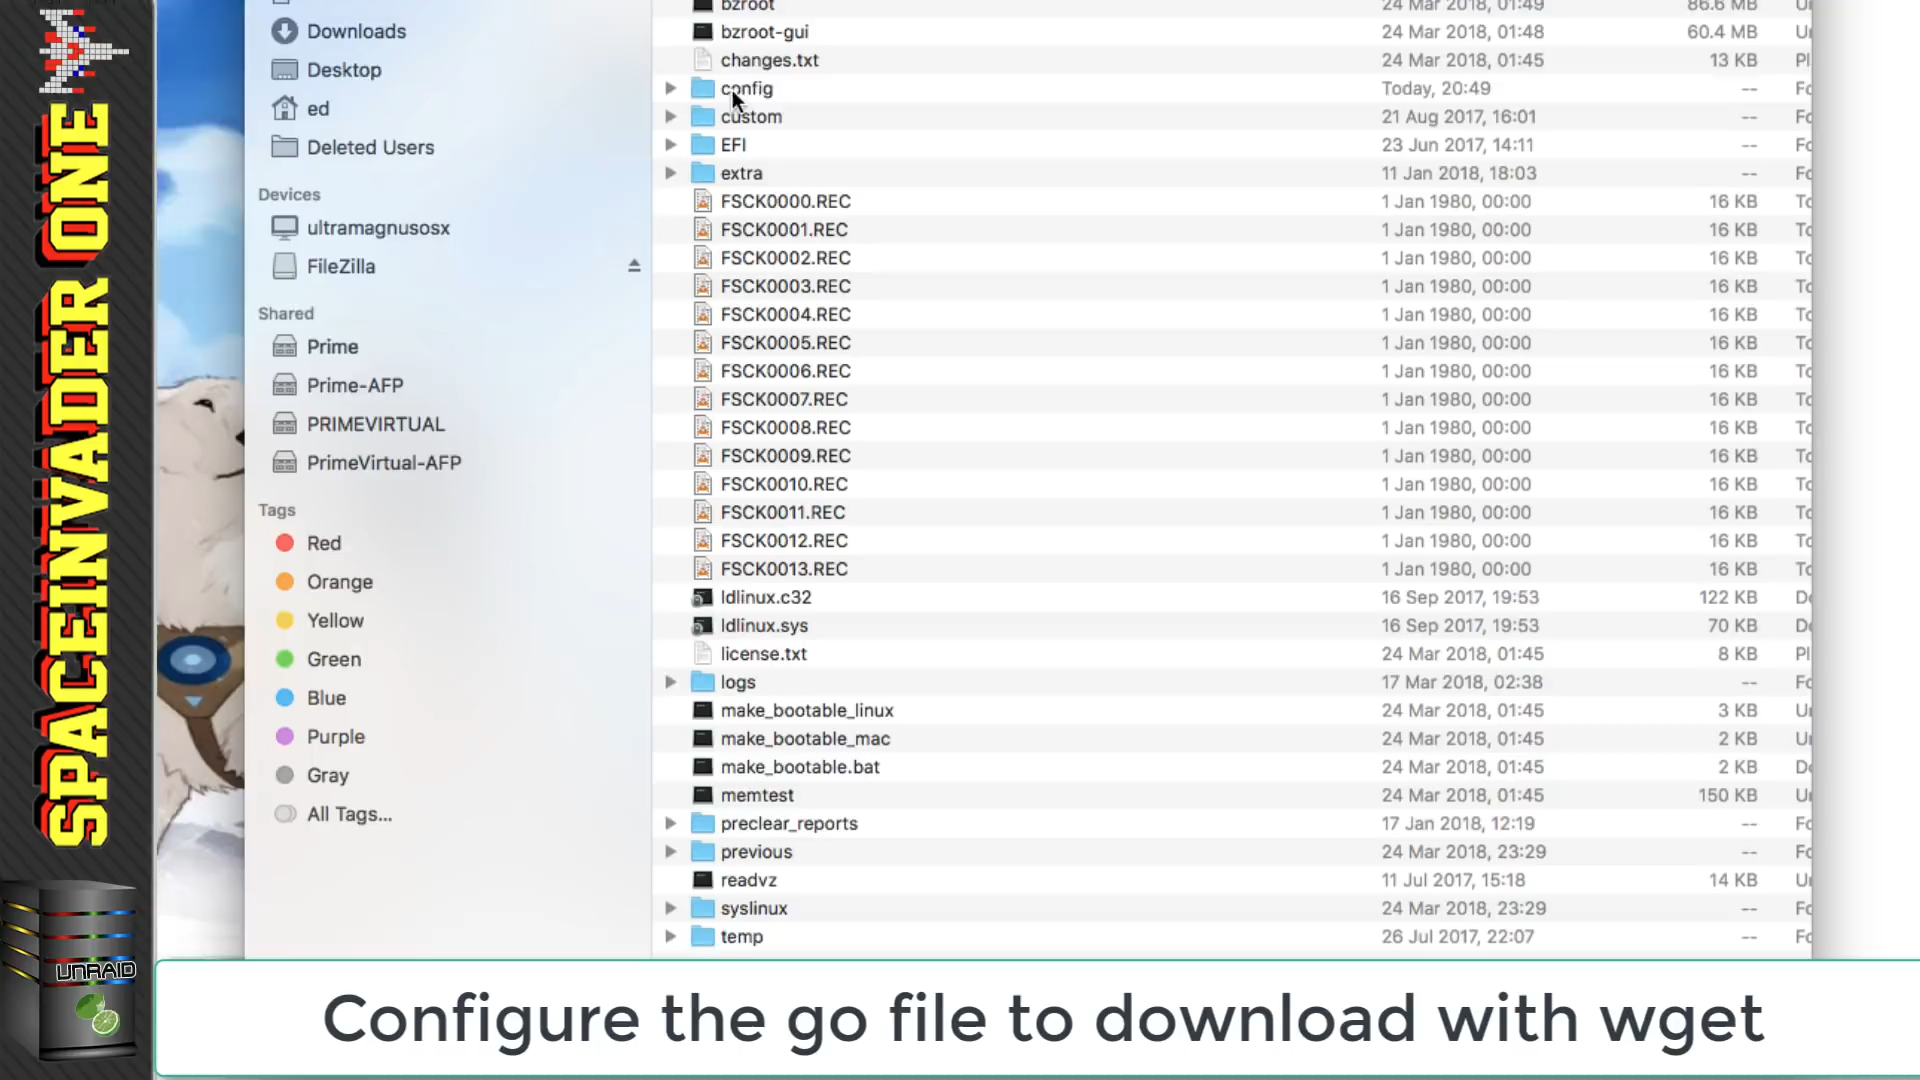 SPACEINVADER ONE
UNRAID
Downloads
Desktop
ed
Deleted Users
Devices
ultramagnusosx
FileZilla
Shared
Prime
Prime-AFP
PRIMEVIRTUAL
PrimeVirtual-AFP
Tags
Red
Orange
Yellow
Green
Blue
Purple
Gray
All Tags...
bzroot 24 Mar 2018, 01:49 86.6 MB
bzroot-gui 24 Mar 2018, 01:48 60.4 MB
changes.txt 24 Mar 2018, 01:45 13 KB
config Today, 20:49 --
custom 21 Aug 2017, 16:01 --
EFI 23 Jun 2017, 14:11 --
extra 11 Jan 2018, 18:03 --
FSCK0000.REC 1 Jan 1980, 00:00 16 KB
FSCK0001.REC 1 Jan 1980, 00:00 16 KB
FSCK0002.REC 1 Jan 1980, 00:00 16 KB
FSCK0003.REC 1 Jan 1980, 00:00 16 KB
FSCK0004.REC 1 Jan 1980, 00:00 16 KB
FSCK0005.REC 1 Jan 1980, 00:00 16 KB
FSCK0006.REC 1 Jan 1980, 00:00 16 KB
FSCK0007.REC 1 Jan 1980, 00:00 16 KB
FSCK0008.REC 1 Jan 1980, 00:00 16 KB
FSCK0009.REC 1 Jan 1980, 00:00 16 KB
FSCK0010.REC 1 Jan 1980, 00:00 16 KB
FSCK0011.REC 1 Jan 1980, 00:00 16 KB
FSCK0012.REC 1 Jan 1980, 00:00 16 KB
FSCK0013.REC 1 Jan 1980, 00:00 16 KB
ldlinux.c32 16 Sep 2017, 19:53 122 KB
ldlinux.sys 16 Sep 2017, 19:53 70 KB
license.txt 24 Mar 2018, 01:45 8 KB
logs 17 Mar 2018, 02:38 --
make_bootable_linux 24 Mar 2018, 01:45 3 KB
make_bootable_mac 24 Mar 2018, 01:45 2 KB
make_bootable.bat 24 Mar 2018, 01:45 2 KB
memtest 24 Mar 2018, 01:45 150 KB
preclear_reports 17 Jan 2018, 12:19 --
previous 24 Mar 2018, 23:29 --
readvz 11 Jul 2017, 15:18 14 KB
syslinux 24 Mar 2018, 23:29 --
temp 26 Jul 2017, 22:07 --
Configure the go file to download with wget